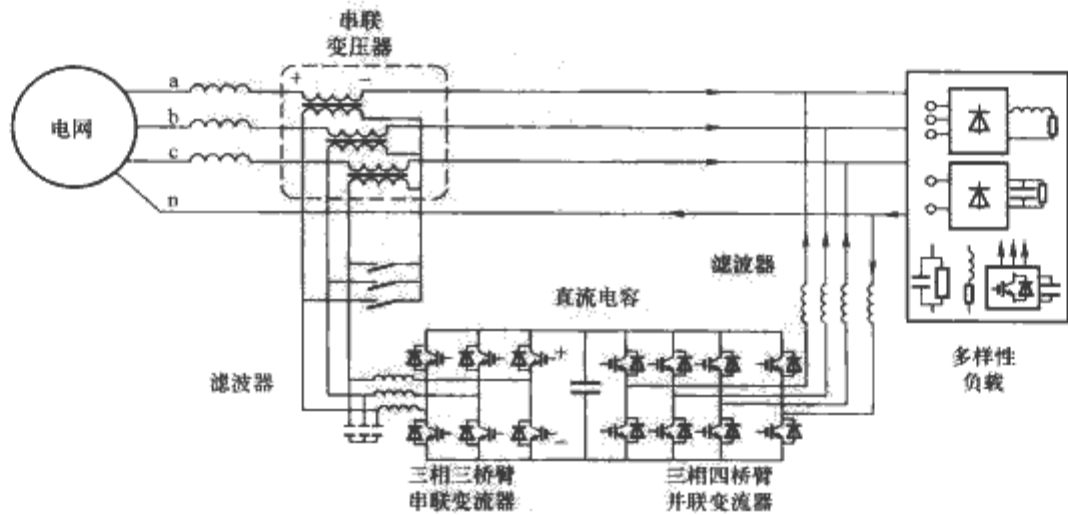 串联
变压器
+ −
a
b
电网
c
n
滤波器
直流电容
+
−
滤波器
多样性
负载
三相三桥臂
串联变流器
三相四桥臂
并联变流器